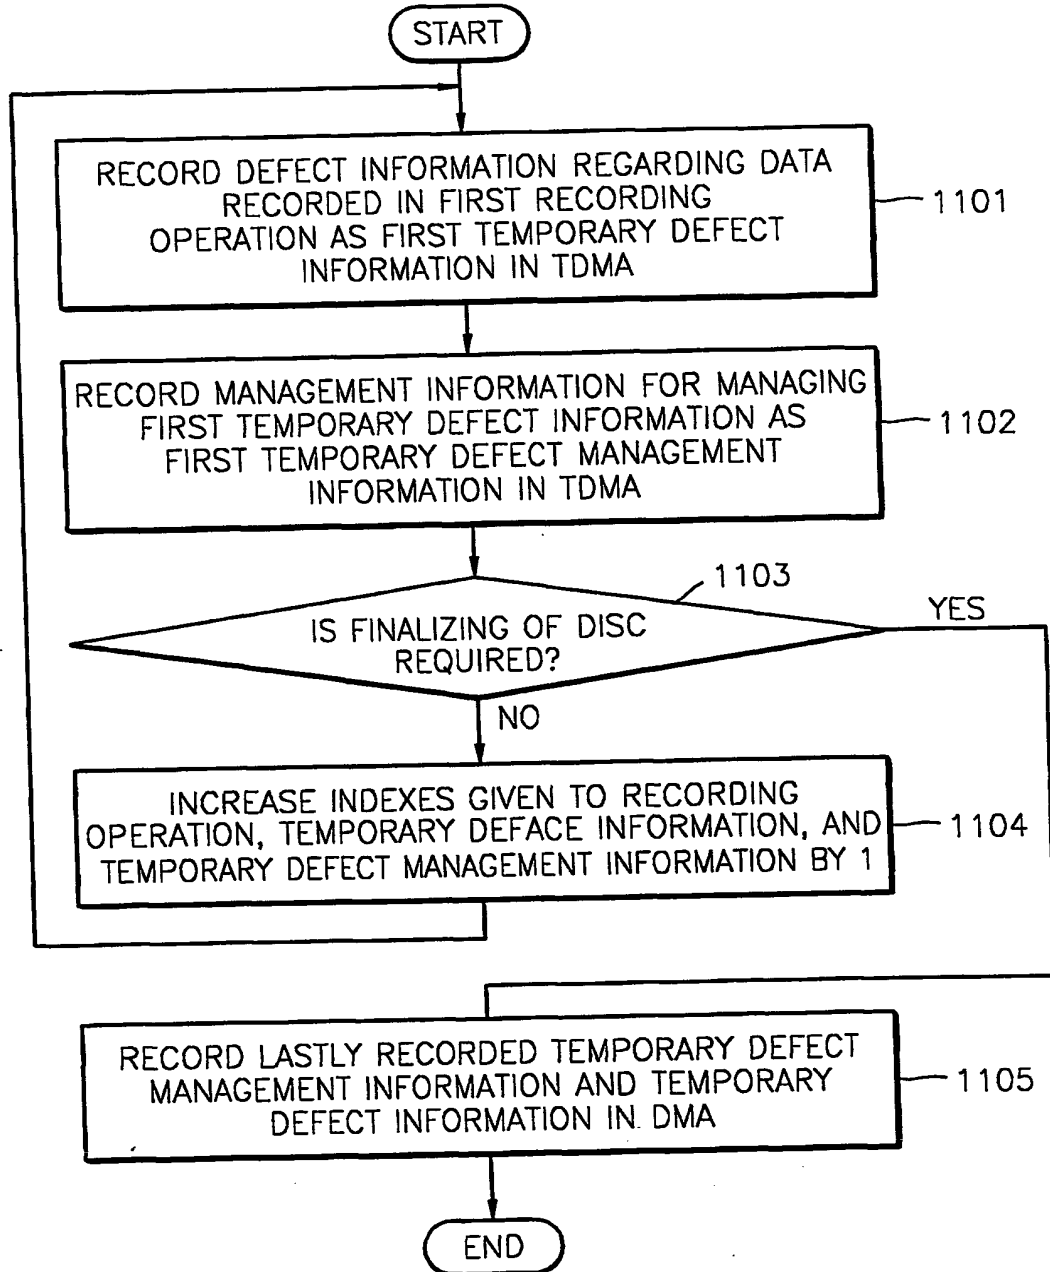 START
RECORD DEFECT INFORMATION REGARDING DATA
RECORDED IN FIRST RECORDING
OPERATION AS FIRST TEMPORARY DEFECT
INFORMATION IN TDMA
1101
RECORD MANAGEMENT INFORMATION FOR MANAGING
FIRST TEMPORARY DEFECT INFORMATION AS
FIRST TEMPORARY DEFECT MANAGEMENT
INFORMATION IN TDMA
1102
1103
IS FINALIZING OF DISC
REQUIRED?
YES
NO
INCREASE INDEXES GIVEN TO RECORDING
OPERATION, TEMPORARY DEFACE INFORMATION, AND
TEMPORARY DEFECT MANAGEMENT INFORMATION BY 1
1104
RECORD LASTLY RECORDED TEMPORARY DEFECT
MANAGEMENT INFORMATION AND TEMPORARY
DEFECT INFORMATION IN DMA
1105
END